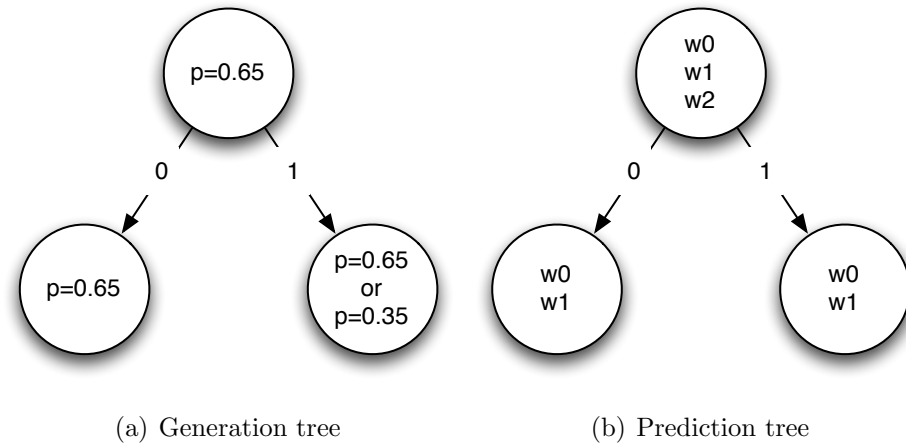 p=0.65
0
1
p=0.65
p=0.65
or
p=0.35
(a) Generation tree
w0
w1
w2
0
1
w0
w1
w0
w1
(b) Prediction tree